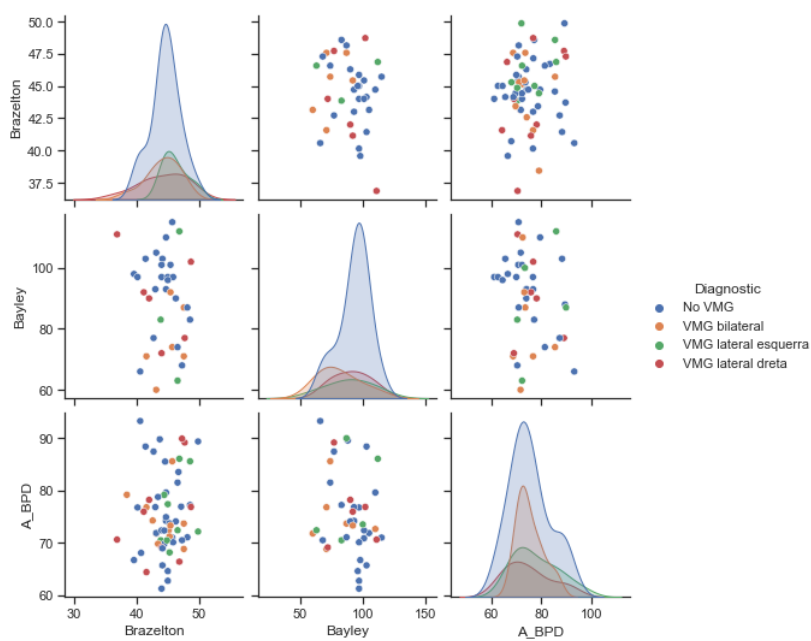 50.0
47.5
45.0
42.5
40.0
37.5
Brazelton
100
80
60
Bayley
Diagnostic
No VMG
VMG bilateral
VMG lateral esquerra
VMG lateral dreta
90
80
70
60
A_BPD
30 40 50
Brazelton
50 100 150
Bayley
60 80 100
A_BPD